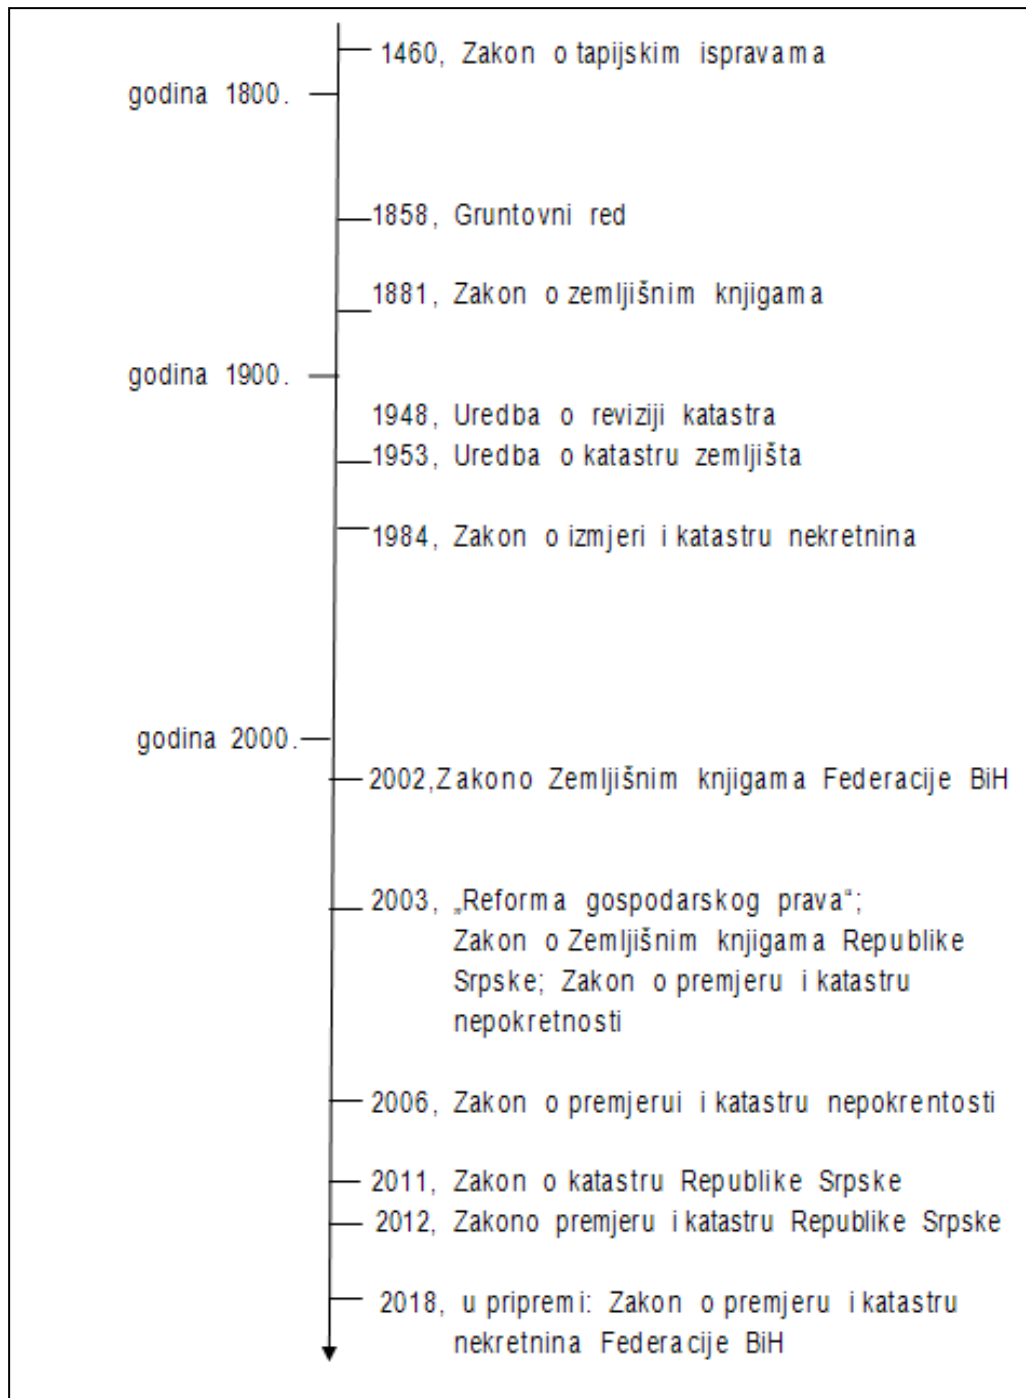 1460, Zakon o tapijskim ispravama
godina 1800.
1858, Gruntovni red
1881, Zakon o zemljišnim knjigama
godina 1900.
1948, Uredba o reviziji katastra
1953, Uredba o katastru zemljišta
1984, Zakon o izmjeri i katastru nekretnina
godina 2000.
2002,Zakono Zemljišnim knjigama Federacije BiH
2003, „Reforma gospodarskog prava“;
Zakon o Zemljišnim knjigama Republike
Srpske; Zakon o premjeru i katastru
nepokretnosti
2006, Zakon o premjerui i katastru nepokrentosti
2011, Zakon o katastru Republike Srpske
2012, Zakono premjeru i katastru Republike Srpske
2018, u pripremi: Zakon o premjeru i katastru
nekretnina Federacije BiH